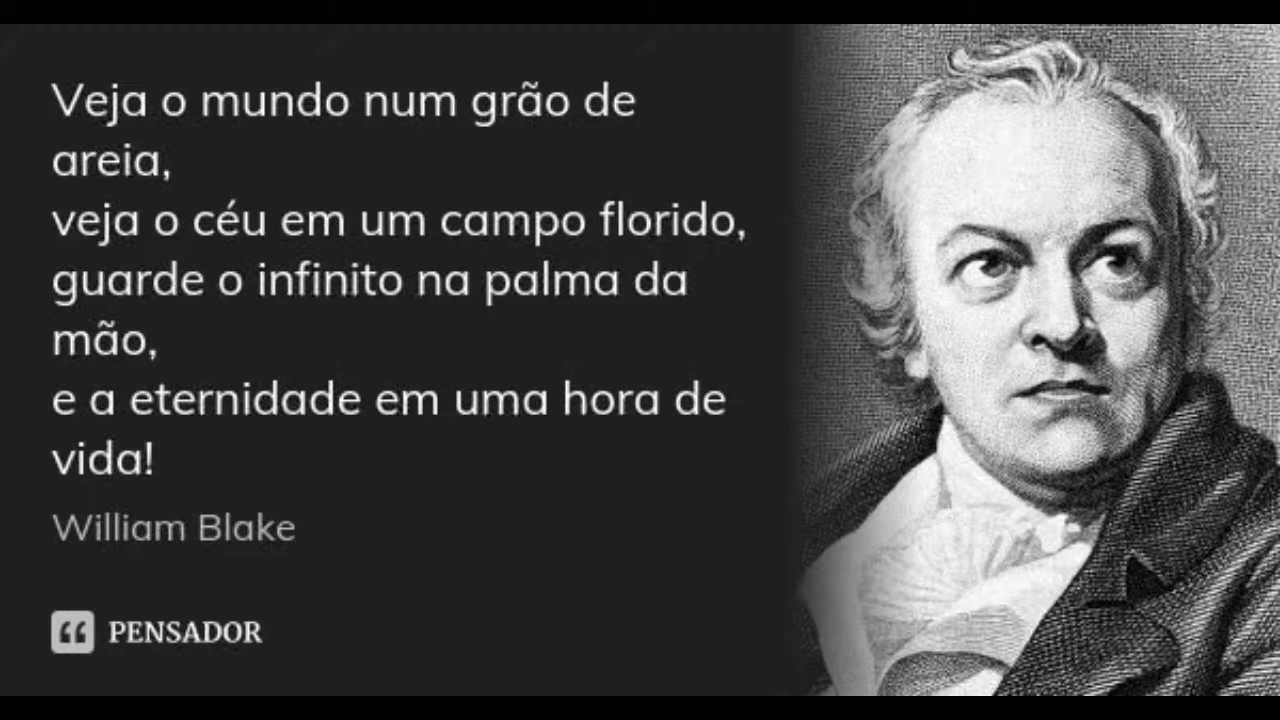 Veja o mundo num grão de
areia,
veja o céu em um campo florido,
guarde o infinito na palma da
mão,
e a eternidade em uma hora de
vida!
William Blake
PENSADOR